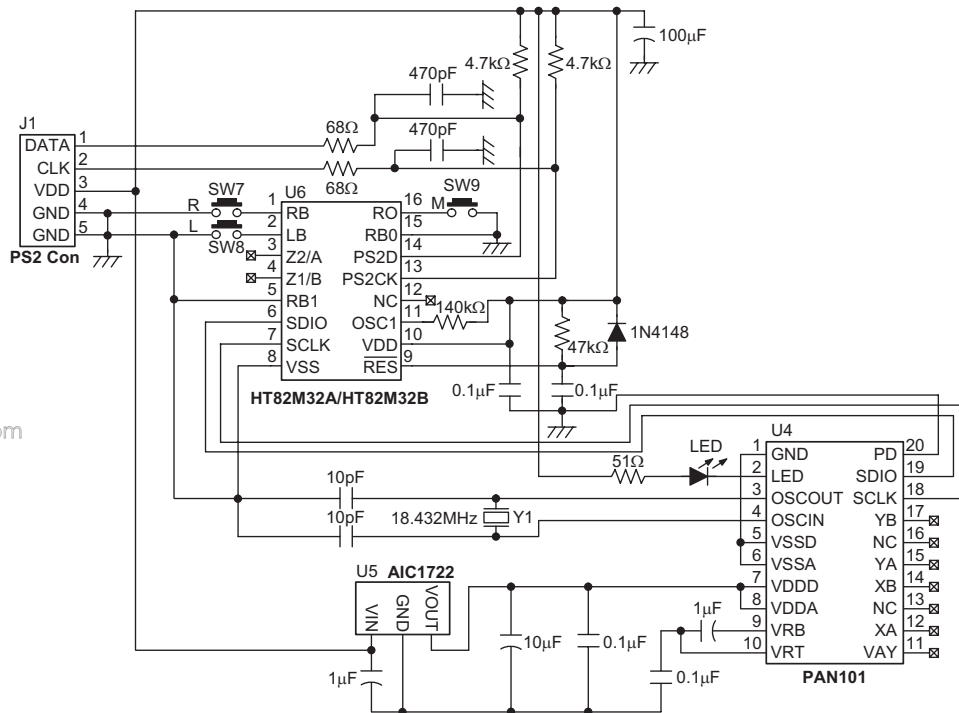 100μF
4.7kΩ
4.7kΩ
470pF
470pF
J1
DATA 1
CLK 2
VDD 3
GND 4
GND 5
PS2 Con
68Ω
68Ω
U6
SW7
R
L
SW8
SW9
M
1 RB
2 LB
3 Z2/A
4 Z1/B
5 RB1
6 SDIO
7 SCLK
8 VSS
RO 16
RB0 15
PS2D 14
PS2CK 13
NC 12
OSC1 11
VDD 10
RES 9
HT82M32A/HT82M32B
140kΩ
47kΩ
1N4148
0.1μF
0.1μF
om
51Ω
LED
U4
1 GND
2 LED
3 OSCOUT
4 OSCIN
5 VSSD
6 VSSA
7 VDDD
8 VDDA
9 VRB
10 VRT
PD 20
SDIO 19
SCLK 18
YB 17
NC 16
YA 15
XB 14
NC 13
XA 12
VAY 11
PAN101
10pF
10pF
18.432MHz
Y1
U5 AIC1722
VIN
GND
VOUT
1μF
10μF
0.1μF
1μF
0.1μF